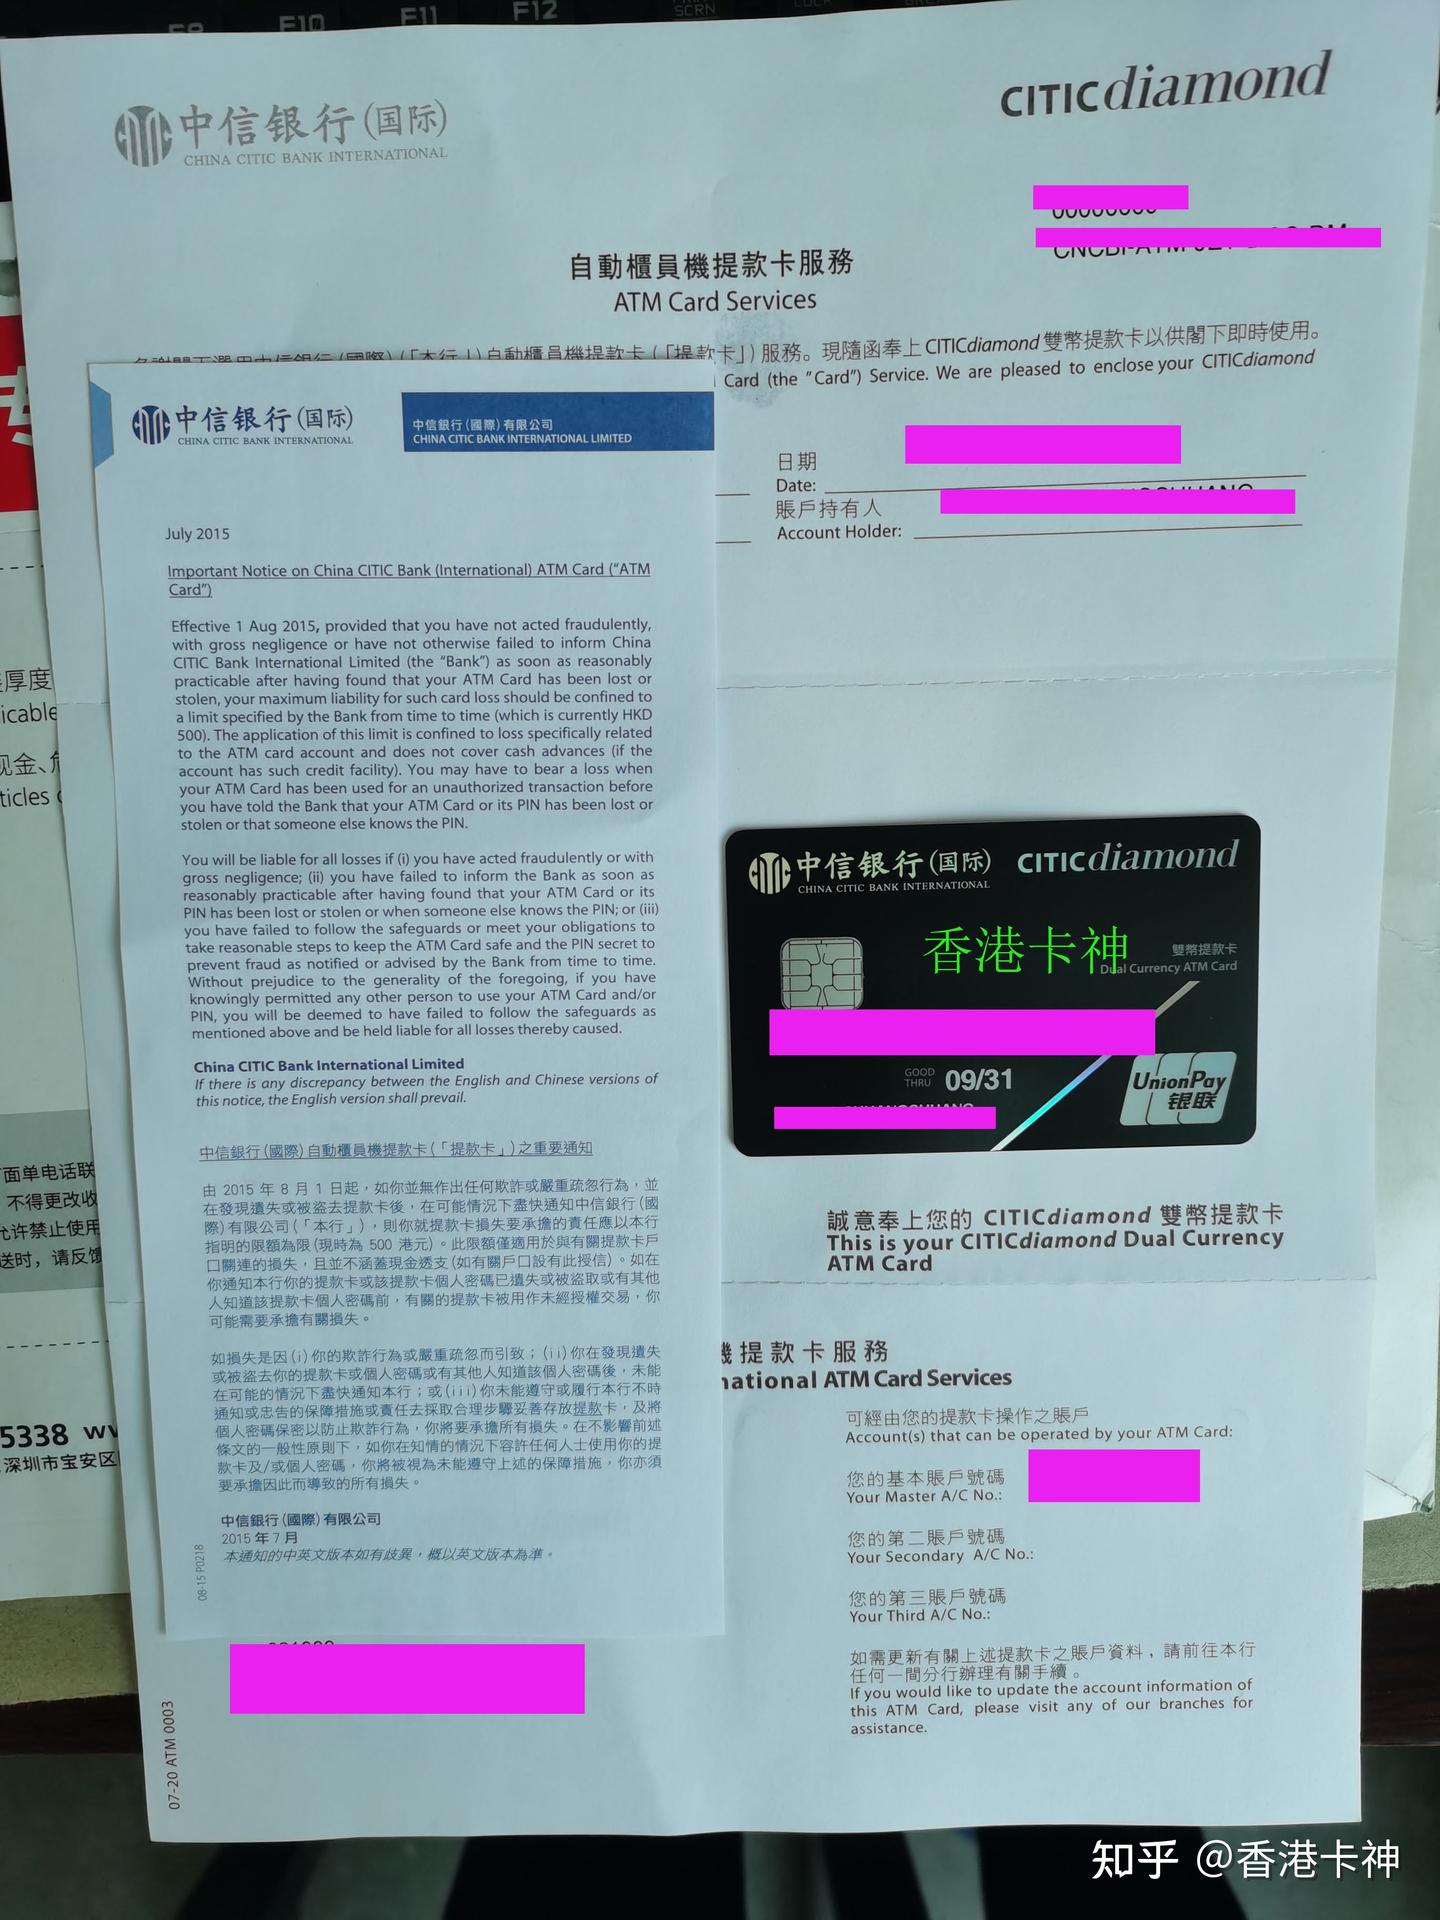 F10
F11
F12
SCRN
中信银行(国际)
CHINA CITIC BANK INTERNATIONAL
CITICdiamond
自動櫃員機提款卡服務
ATM Card Services
服務。現隨函奉上CITICdiamond雙幣提款卡以供閣下即時使用。
Card (the "Card") Service. We are pleased to enclose your CITICdiamond
日期
Date:
賬戶持有人
Account Holder:
中信银行(国际)
CHINA CITIC BANK INTERNATIONAL
中信銀行(國際)有限公司
CHINA CITIC BANK INTERNATIONAL LIMITED
July 2015
Important Notice on China CITIC Bank (International) ATM Card ("ATM
Card")
Effective 1 Aug 2015, provided that you have not acted fraudulently,
with gross negligence or have not otherwise failed to inform China
CITIC Bank International Limited (the "Bank") as soon as reasonably
practicable after having found that your ATM Card has been lost or
stolen, your maximum liability for such card loss should be confined to
a limit specified by the Bank from time to time (which is currently HKD
500). The application of this limit is confined to loss specifically related
to the ATM card account and does not cover cash advances (if the
account has such credit facility). You may have to bear a loss when
your ATM Card has been used for an unauthorized transaction before
you have told the Bank that your ATM Card or its PIN has been lost or
stolen or that someone else knows the PIN.
You will be liable for all losses if (i) you have acted fraudulently or with
gross negligence; (ii) you have failed to inform the Bank as soon as
reasonably practicable after having found that your ATM Card or its
PIN has been lost or stolen or when someone else knows the PIN; or (iii)
you have failed to follow the safeguards or meet your obligations to
take reasonable steps to keep the ATM Card safe and the PIN secret to
prevent fraud as notified or advised by the Bank from time to time.
Without prejudice to the generality of the foregoing, if you have
knowingly permitted any other person to use your ATM Card and/or
PIN, you will be deemed to have failed to follow the safeguards as
mentioned above and be held liable for all losses thereby caused.
China CITIC Bank International Limited
If there is any discrepancy between the English and Chinese versions of
this notice, the English version shall prevail.
中信銀行(國際)自動櫃員機提款卡(「提款卡」)之重要通知
由 2015 年 8 月 1 日起，如你並無作出任何欺詐或嚴重疏忽行為，並
在發現遺失或被盜去提款卡後，在可能情況下盡快通知中信銀行(國
際)有限公司(「本行」)，則你就提款卡損失要承擔的責任應以本行
指明的限額為限(現時為 500 港元)。此限額僅適用於與有關提款卡戶
口關連的損失，且並不涵蓋現金透支(如有關戶口設有此授信)。如在
你通知本行你的提款卡或該提款卡個人密碼已遺失或被盜取或有其他
人知道該提款卡個人密碼前，有關的提款卡被用作未經授權交易，你
可能需要承擔有關損失。
如損失是因(i)你的欺詐行為或嚴重疏忽而引致；(ii)你在發現遺失
或被盜去你的提款卡或個人密碼或有其他人知道該個人密碼後，未能
在可能的情況下盡快通知本行；或(iii)你未能遵守或履行本行不時
通知或忠告的保障措施或責任去採取合理步驟妥善存放提款卡，及將
個人密碼保密以防止欺詐行為，你將要承擔所有損失。在不影響前述
條文的一般性原則下，如你在知情的情況下容許任何人士使用你的提
款卡及/或個人密碼，你將被視為未能遵守上述的保障措施，你亦須
要承擔因此而導致的所有損失。
中信銀行(國際)有限公司
2015 年 7 月
本通知的中英文版本如有歧異，概以英文版本為準。
08-15 P0218
中信银行(国际)
CHINA CITIC BANK INTERNATIONAL
CITICdiamond
香港卡神
雙幣提款卡
Dual Currency ATM Card
GOOD
THRU
09/31
UnionPay
银联
誠意奉上您的 CITICdiamond 雙幣提款卡
This is your CITICdiamond Dual Currency
ATM Card
機提款卡服務
national ATM Card Services
可經由您的提款卡操作之賬戶
Account(s) that can be operated by your ATM Card:
您的基本賬戶號碼
Your Master A/C No.:
您的第二賬戶號碼
Your Secondary A/C No.:
您的第三賬戶號碼
Your Third A/C No.:
如需更新有關上述提款卡之賬戶資料，請前往本行
任何一間分行辦理有關手續。
If you would like to update the account information of
this ATM Card, please visit any of our branches for
assistance.
07-20 ATM 0003
厚度
icable
现金、
ticles
面单电话联
不得更改收
允许禁止使用
送时，请反馈
5338
深圳市宝安区
知乎 @香港卡神